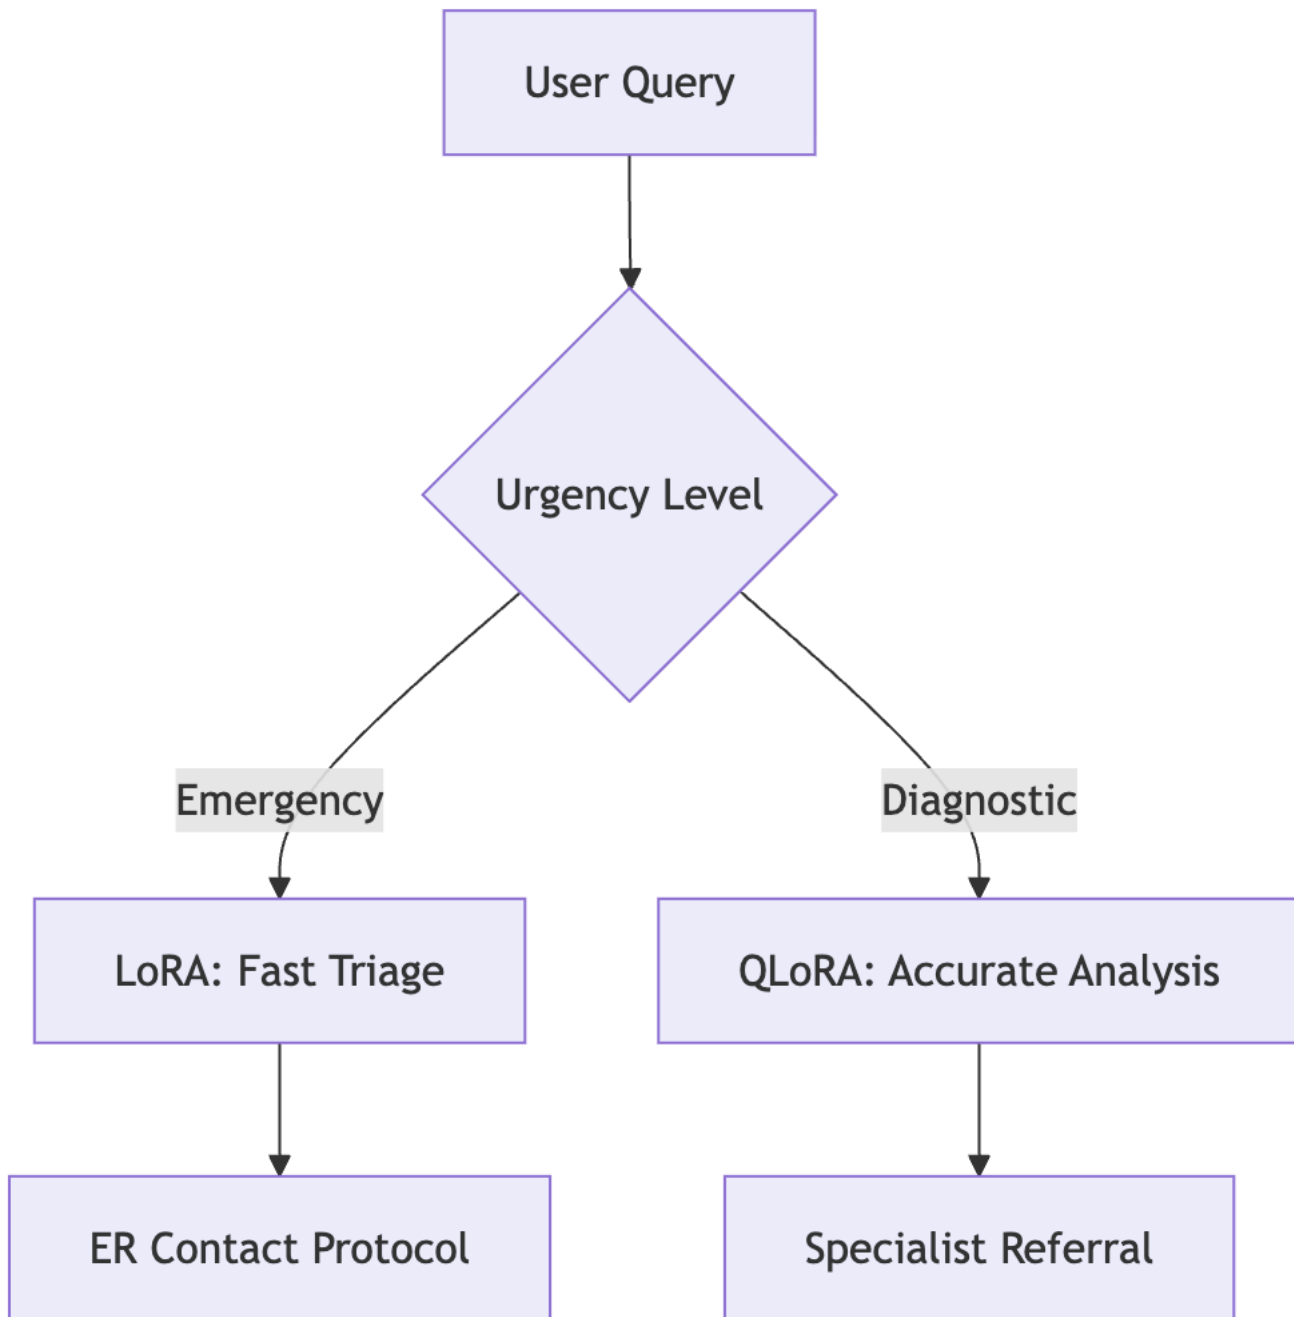 User Query
Urgency Level
Emergency
Diagnostic
LoRA: Fast Triage
QLoRA: Accurate Analysis
ER Contact Protocol
Specialist Referral